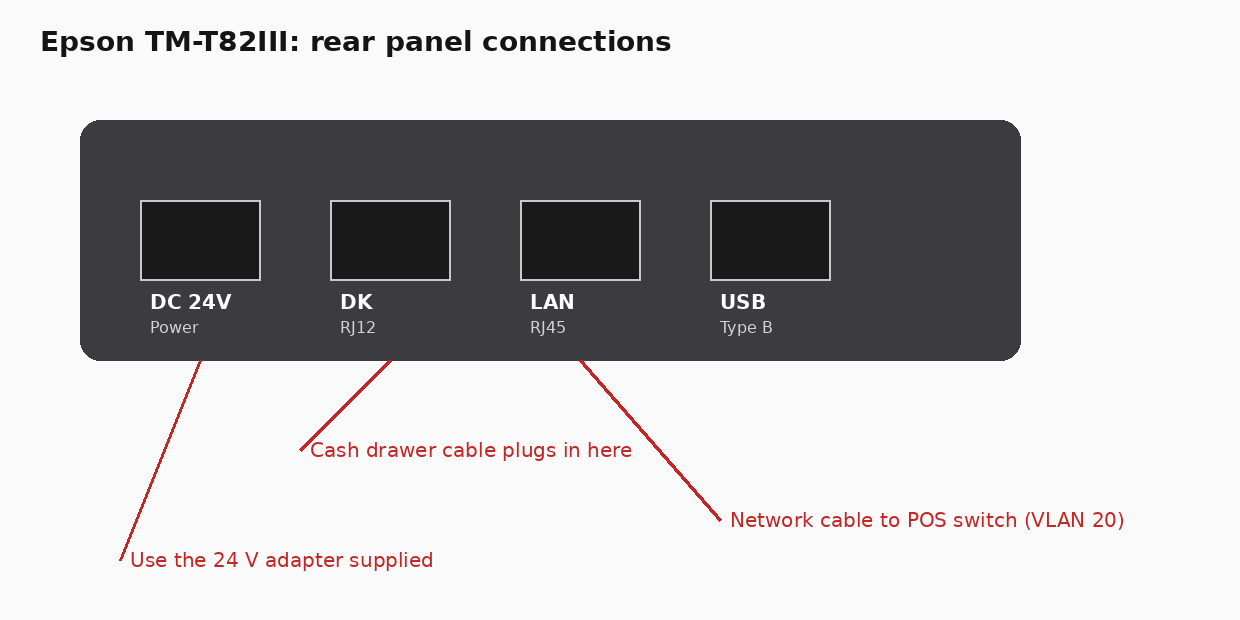 Epson TM-T82III: rear panel connections
DC 24V
Power
DK
RJ12
LAN
RJ45
USB
Type B
Cash drawer cable plugs in here
Network cable to POS switch (VLAN 20)
Use the 24 V adapter supplied